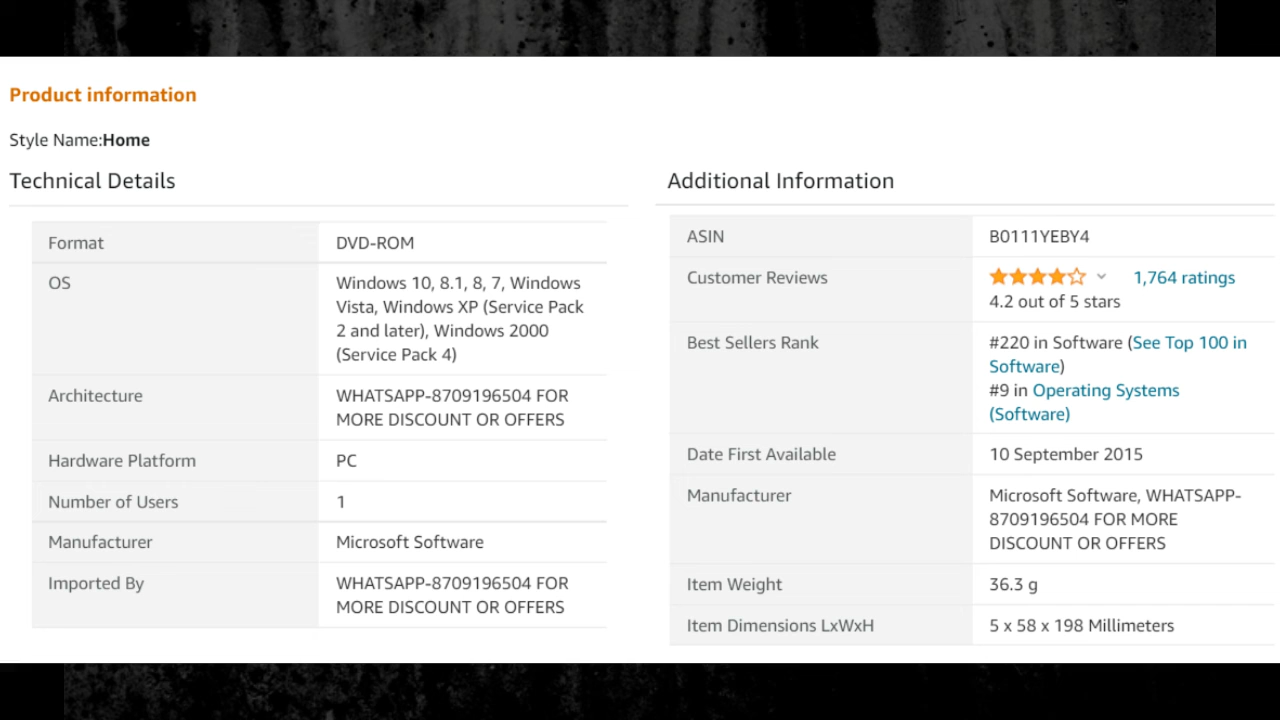 Product information
Style Name:Home
Technical Details
Format DVD-ROM
OS Windows 10, 8.1, 8, 7, Windows
Vista, Windows XP (Service Pack
2 and later), Windows 2000
(Service Pack 4)
Architecture WHATSAPP-8709196504 FOR
MORE DISCOUNT OR OFFERS
Hardware Platform PC
Number of Users 1
Manufacturer Microsoft Software
Imported By WHATSAPP-8709196504 FOR
MORE DISCOUNT OR OFFERS
Additional Information
ASIN B0111YEBY4
Customer Reviews 1,764 ratings
4.2 out of 5 stars
Best Sellers Rank #220 in Software (See Top 100 in
Software)
#9 in Operating Systems
(Software)
Date First Available 10 September 2015
Manufacturer Microsoft Software, WHATSAPP-
8709196504 FOR MORE
DISCOUNT OR OFFERS
Item Weight 36.3 g
Item Dimensions LxWxH 5 x 58 x 198 Millimeters